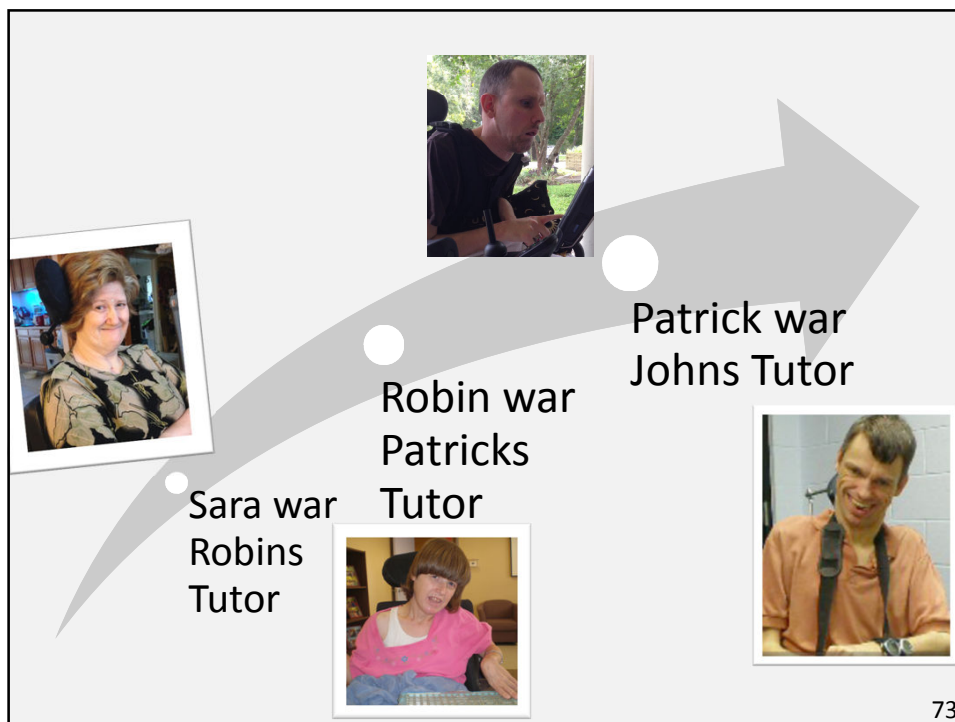 Sara war
Robins
Tutor
Robin war
Patricks
Tutor
Patrick war
Johns Tutor
73